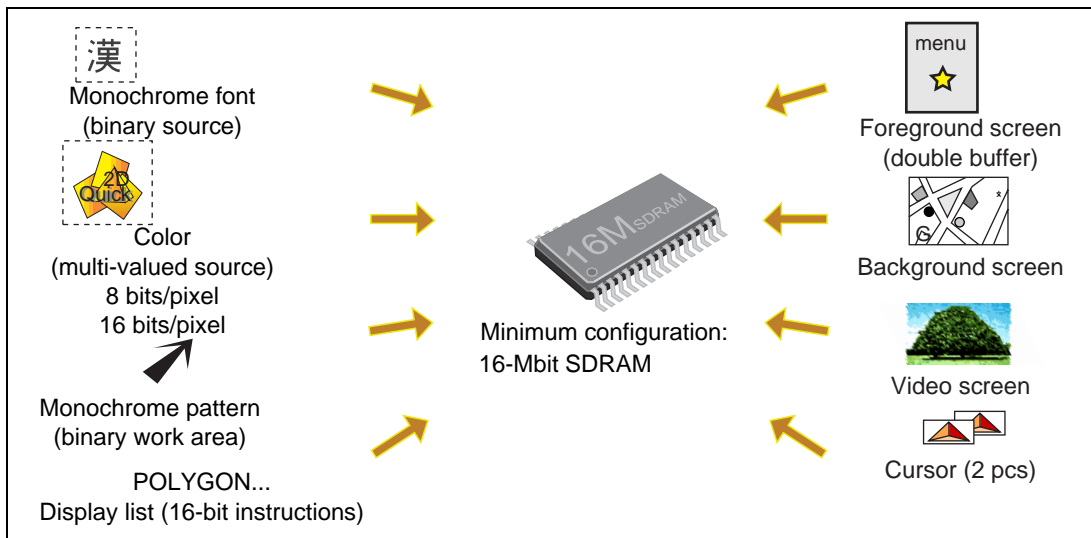 漢
Monochrome font
(binary source)
2D
Quick
Color
(multi-valued source)
8 bits/pixel
16 bits/pixel
Monochrome pattern
(binary work area)
POLYGON...
Display list (16-bit instructions)
16M SDRAM
Minimum configuration:
16-Mbit SDRAM
menu
Foreground screen
(double buffer)
G
Background screen
Video screen
Cursor (2 pcs)